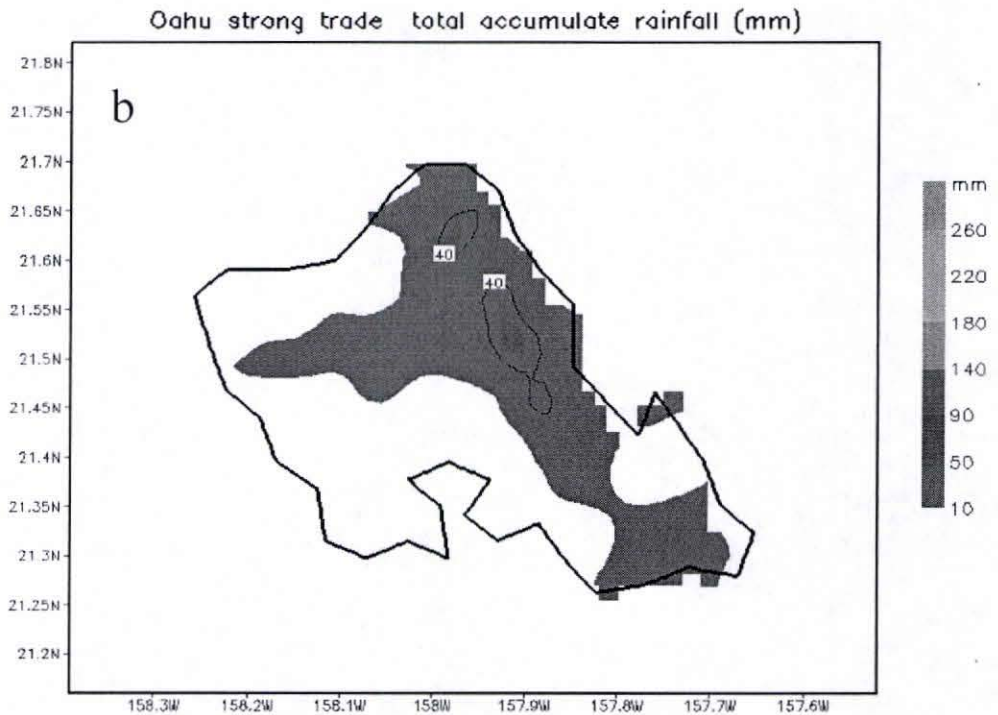 Oahu strong trade total accumulate rainfall (mm)
b
21.8N
21.75N
21.7N
21.65N
21.6N
21.55N
21.5N
21.45N
21.4N
21.35N
21.3N
21.25N
21.2N
40
40
mm
260
220
180
140
90
50
10
158.3W
158.2W
158.1W
158W
157.9W
157.8W
157.7W
157.6W